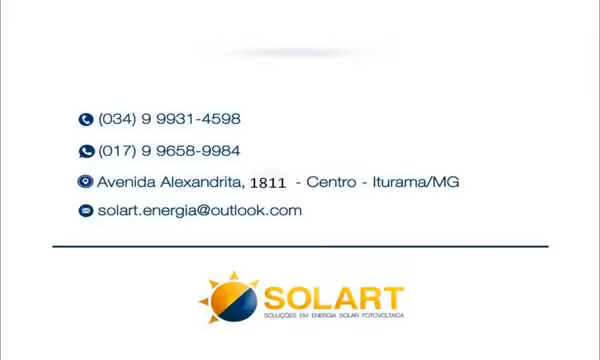 (034) 9 9931-4598
(017) 9 9658-9984
Avenida Alexandrita, 1811 - Centro - Iturama/MG
solart.energia@outlook.com
SOLART
SOLUÇÕES EM ENERGIA SOLAR FOTOVOLTAICA